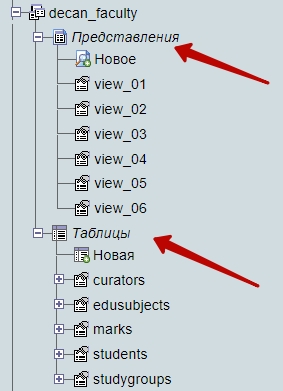 decan_faculty
Представления
Новое
view_01
view_02
view_03
view_04
view_05
view_06
Таблицы
Новая
curators
edusubjects
marks
students
studygroups